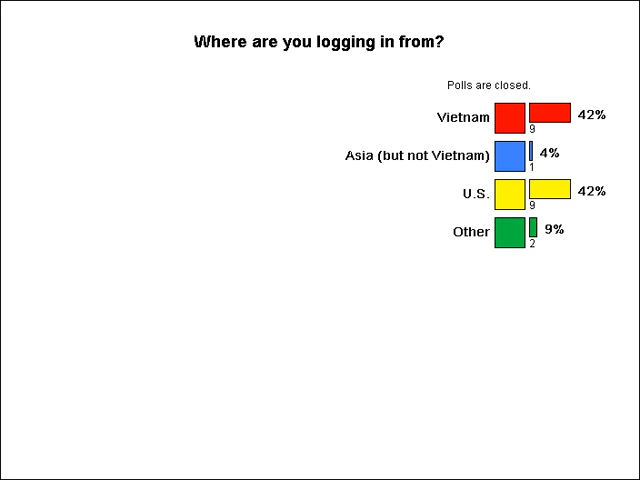 Where are you logging in from?
Polls are closed.
Vietnam 42%
9
Asia (but not Vietnam) 4%
1
U.S. 42%
9
Other 9%
2